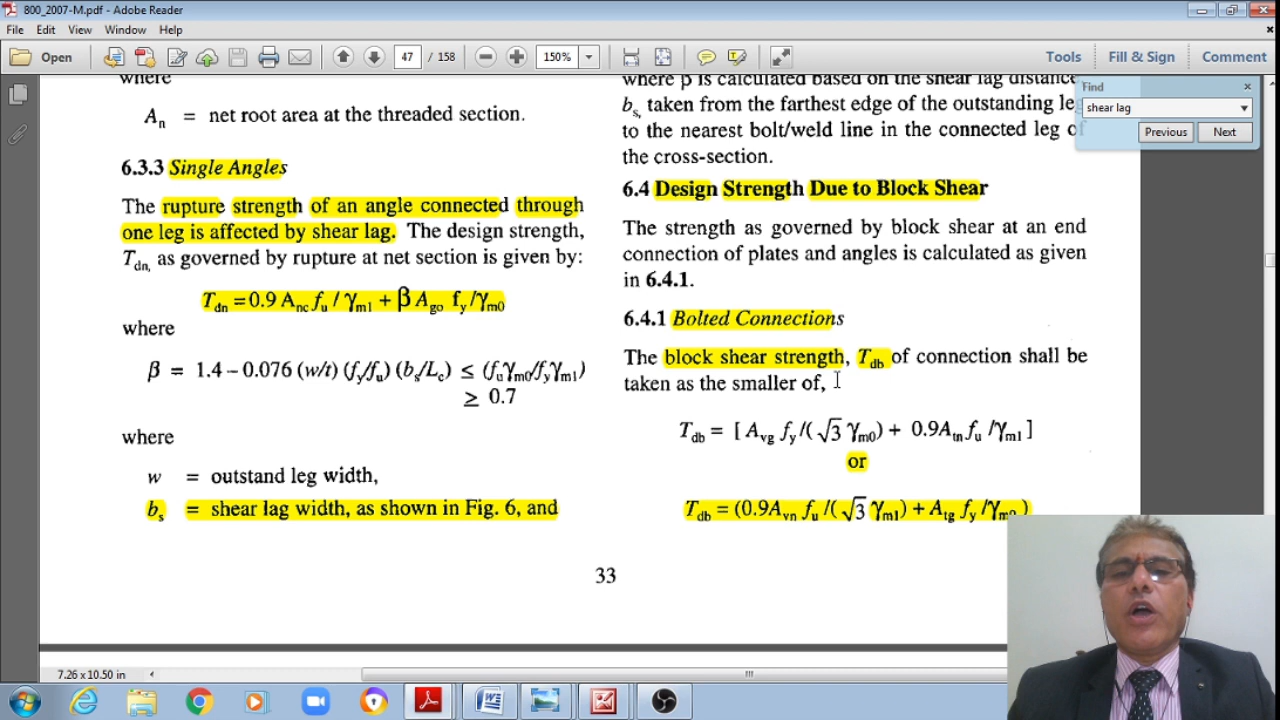 800_2007-M.pdf - Adobe Reader
File Edit View Window Help
Open 47 / 158 150% Tools Fill & Sign Comment
Find
shear lag
Previous Next
where
Aₙ = net root area at the threaded section.
6.3.3 Single Angles
The rupture strength of an angle connected through
one leg is affected by shear lag. The design strength,
T_dn, as governed by rupture at net section is given by:
T_dn = 0.9 A_nc f_u / γ_m1 + β A_go f_y /γ_m0
where
β = 1.4 – 0.076 (w/t) (f_y/f_u) (b_s/L_c) ≤ (f_u γ_m0/f_y γ_m1)
≥ 0.7
where
w = outstand leg width,
b_s = shear lag width, as shown in Fig. 6, and
where β is calculated based on the shear lag distance
b_s, taken from the farthest edge of the outstanding le
to the nearest bolt/weld line in the connected leg of
the cross-section.
6.4 Design Strength Due to Block Shear
The strength as governed by block shear at an end
connection of plates and angles is calculated as given
in 6.4.1.
6.4.1 Bolted Connections
The block shear strength, T_db of connection shall be
taken as the smaller of,
T_db = [ A_vg f_y /(√3 γ_m0) + 0.9A_tn f_u /γ_m1 ]
or
T_db = (0.9A_vn f_u /(√3 γ_m1) + A_tg f_y /γ_m0 )
33
7.26 x 10.50 in